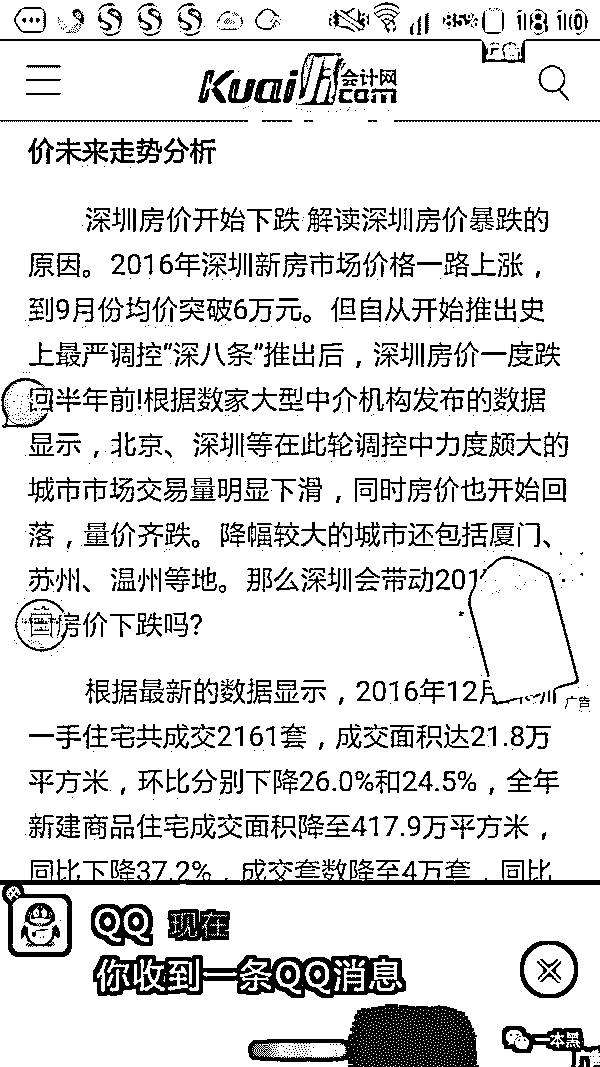 18:10
广告
Kuai 会计网
com
价未来走势分析
深圳房价开始下跌 解读深圳房价暴跌的
原因。2016年深圳新房市场价格一路上涨，
到9月份均价突破6万元。但自从开始推出史
上最严调控“深八条”推出后，深圳房价一度跌
回半年前!根据数家大型中介机构发布的数据
显示，北京、深圳等在此轮调控中力度颇大的
城市市场交易量明显下滑，同时房价也开始回
落，量价齐跌。降幅较大的城市还包括厦门、
苏州、温州等地。那么深圳会带动201
国房价下跌吗?
根据最新的数据显示，2016年12月
广告
一手住宅共成交2161套，成交面积达21.8万
平方米，环比分别下降26.0%和24.5%，全年
新建商品住宅成交面积降至417.9万平方米，
同比下降37.2%，成交套数降至4万套，同比
QQ 现在
你收到一条QQ消息
一本黑